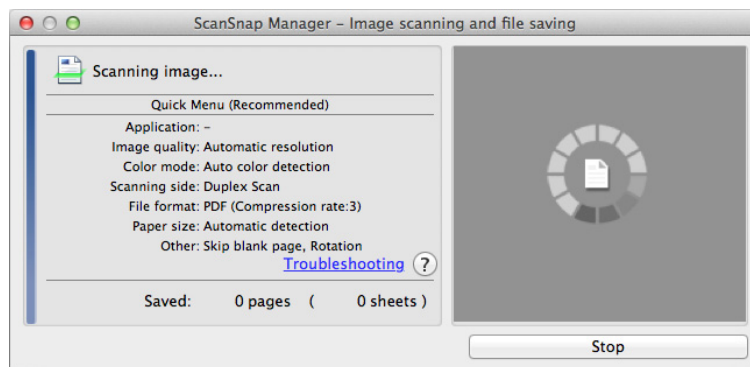 ScanSnap Manager – Image scanning and file saving
Scanning image...
Quick Menu (Recommended)
Application: –
Image quality: Automatic resolution
Color mode: Auto color detection
Scanning side: Duplex Scan
File format: PDF (Compression rate:3)
Paper size: Automatic detection
Other: Skip blank page, Rotation
Troubleshooting ?
Saved: 0 pages ( 0 sheets )
Stop